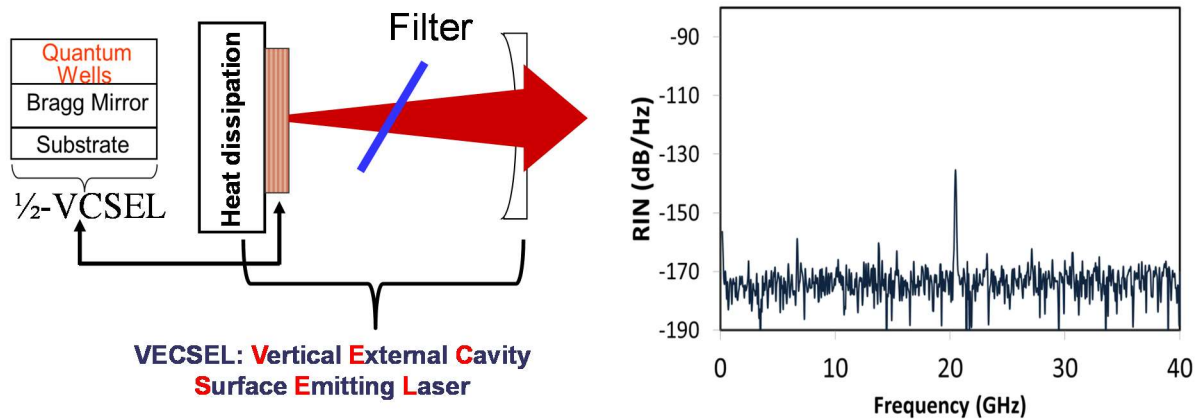 Quantum
Wells
Bragg Mirror
Substrate
½-VCSEL
Heat dissipation
Filter
VECSEL: Vertical External Cavity
Surface Emitting Laser
RIN (dB/Hz)
-90
-110
-130
-150
-170
-190
0 10 20 30 40
Frequency (GHz)